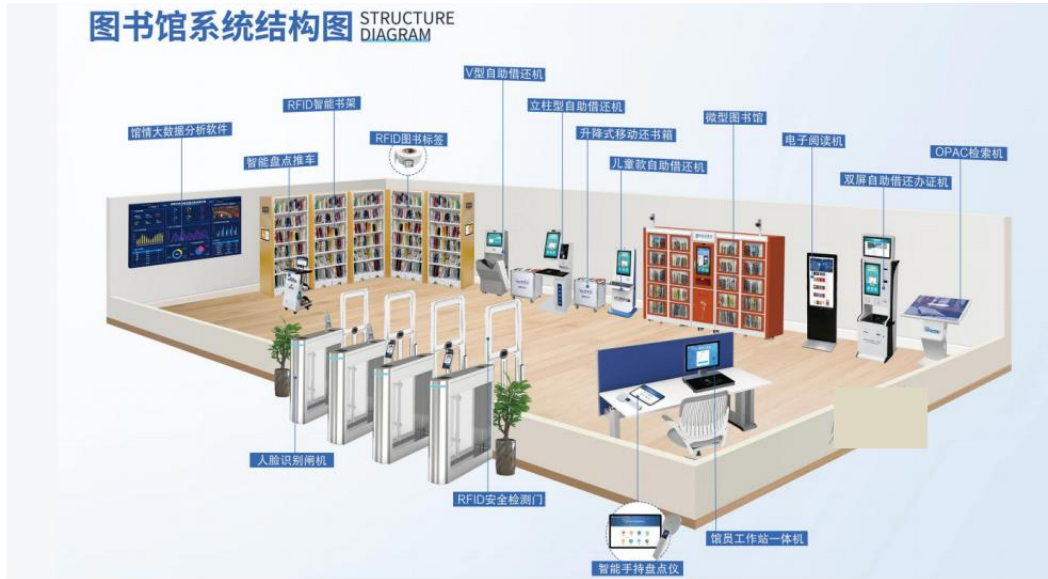 图书馆系统结构图
STRUCTURE
DIAGRAM
V型自助借还机
RFID智能书架
立柱型自助借还机
微型图书馆
馆情大数据分析软件
RFID图书标签
升降式移动还书箱
电子阅读机
OPAC检索机
智能盘点推车
儿童款自助借还机
双屏自助借还办证机
人脸识别闸机
RFID安全检测门
馆员工作站一体机
智能手持盘点仪